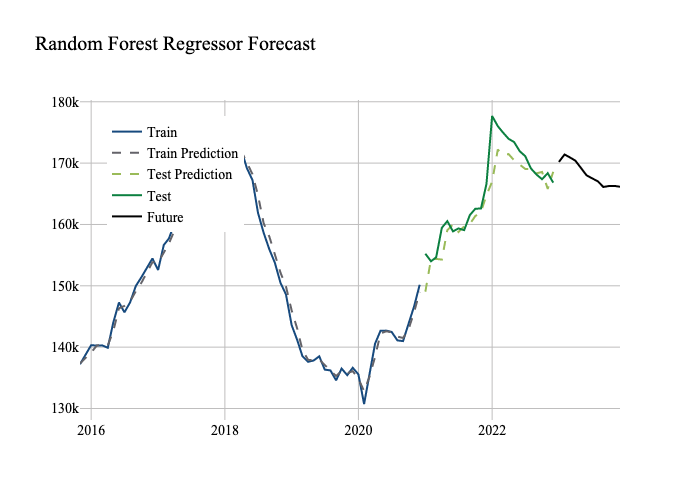 Random Forest Regressor Forecast
180k
170k
160k
150k
140k
130k
Train
Train Prediction
Test Prediction
Test
Future
2016
2018
2020
2022